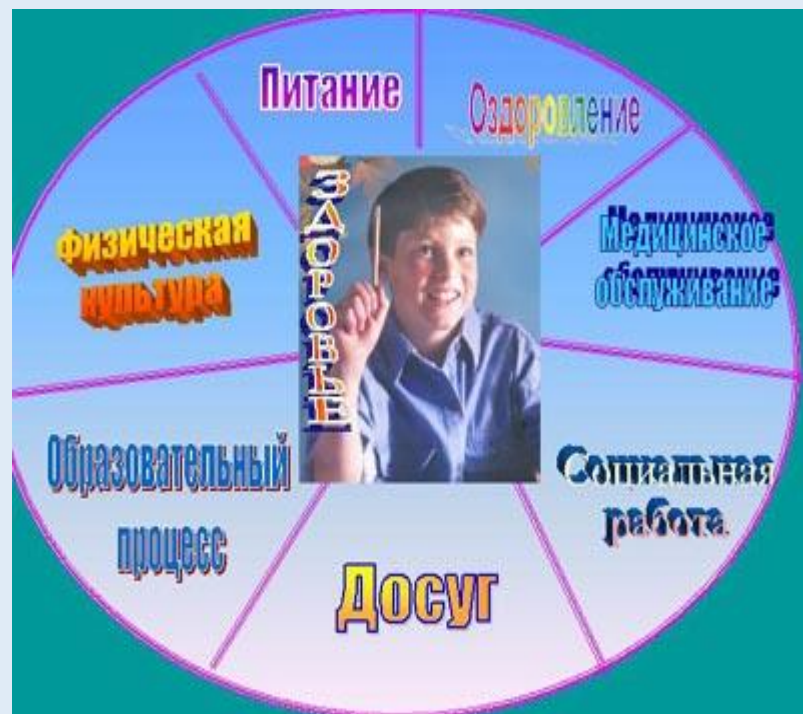 Питание
Оздоровление
Физическая
культура
ЗДОРОВЬЕ
Медицинское
обслуживание
Образовательный
процесс
Социальная
работа
Досуг